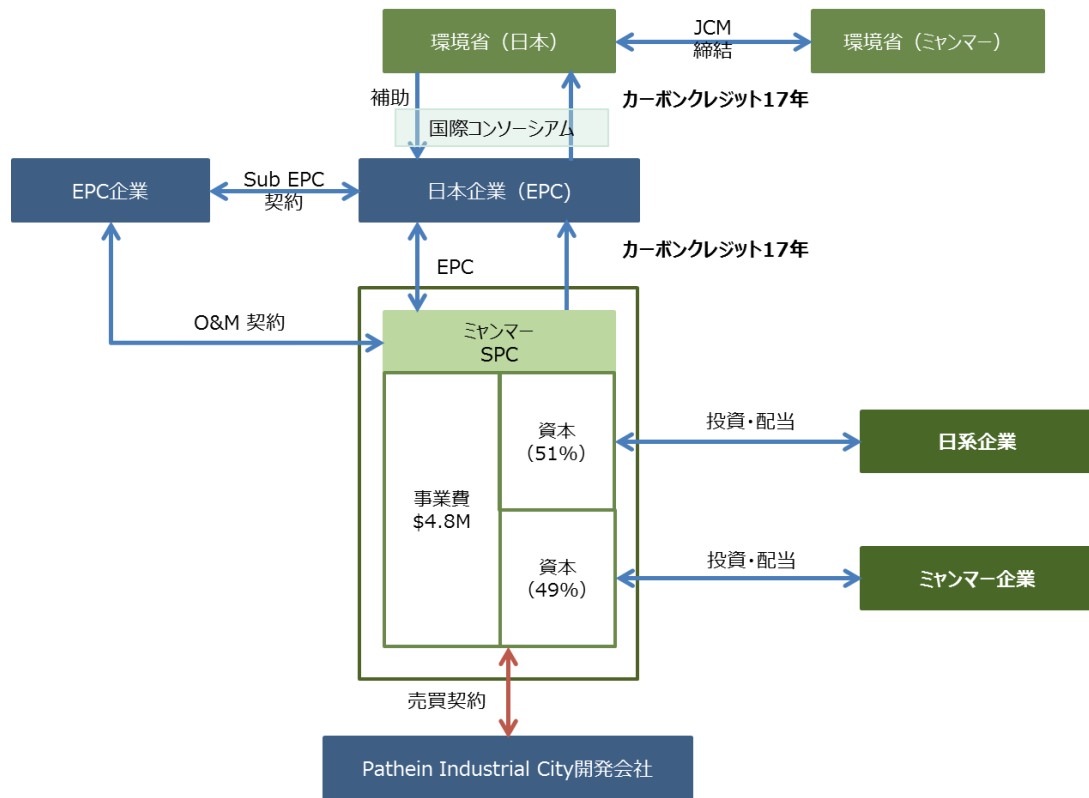 環境省（日本）
JCM
締結
環境省（ミャンマー）
補助
カーボンクレジット17年
国際コンソーシアム
EPC企業
Sub EPC
契約
日本企業（EPC）
カーボンクレジット17年
EPC
O&M 契約
ミャンマー
SPC
資本
（51%）
投資・配当
日系企業
事業費
$4.8M
資本
（49%）
投資・配当
ミャンマー企業
売買契約
Pathein Industrial City開発会社